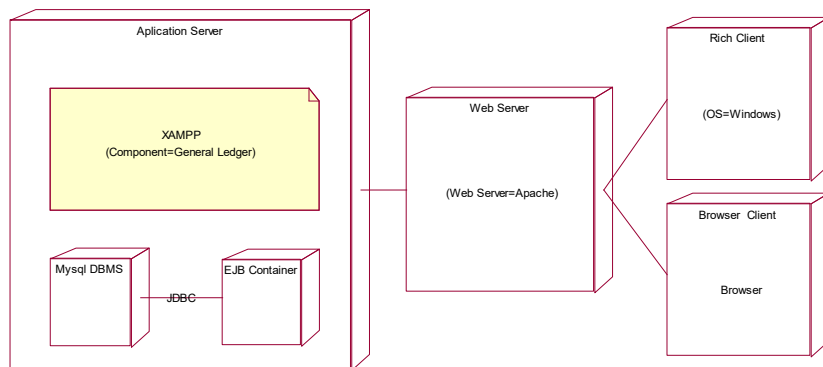 Aplication Server
XAMPP
(Component=General Ledger)
Mysql DBMS
JDBC
EJB Container
Web Server
(Web Server=Apache)
Rich Client
(OS=Windows)
Browser Client
Browser